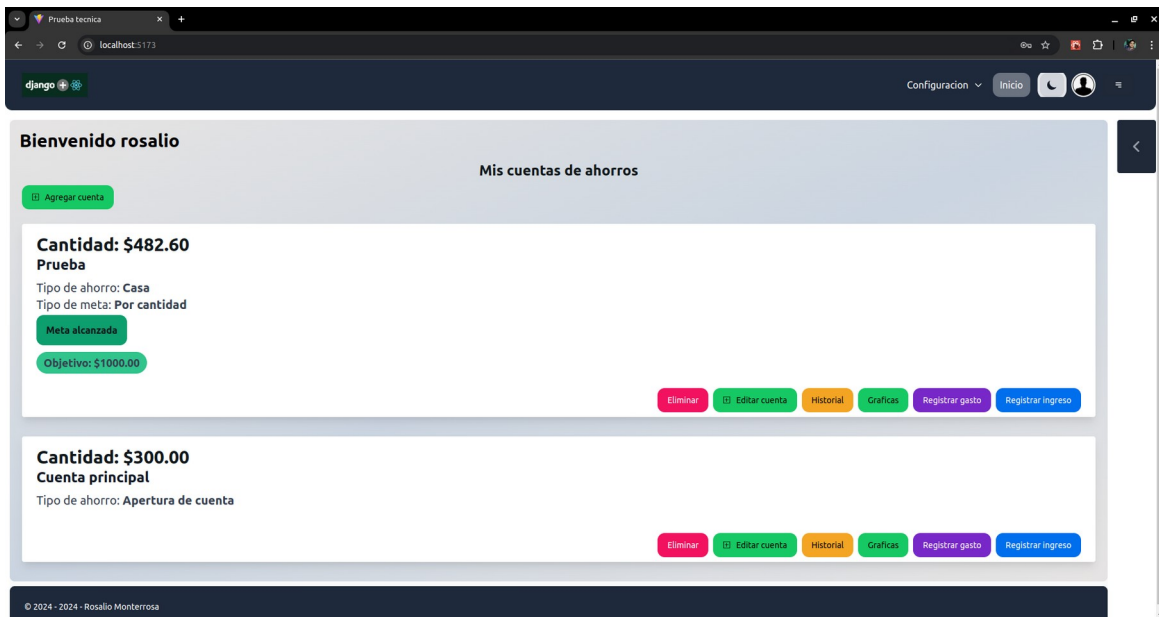 Prueba tecnica
localhost:5173
django
Configuracion
Inicio
Bienvenido rosalio
Mis cuentas de ahorros
Agregar cuenta
Cantidad: $482.60
Prueba
Tipo de ahorro: Casa
Tipo de meta: Por cantidad
Meta alcanzada
Objetivo: $1000.00
Eliminar Editar cuenta Historial Graficas Registrar gasto Registrar ingreso
Cantidad: $300.00
Cuenta principal
Tipo de ahorro: Apertura de cuenta
Eliminar Editar cuenta Historial Graficas Registrar gasto Registrar ingreso
© 2024 - 2024 - Rosalio Monterrosa